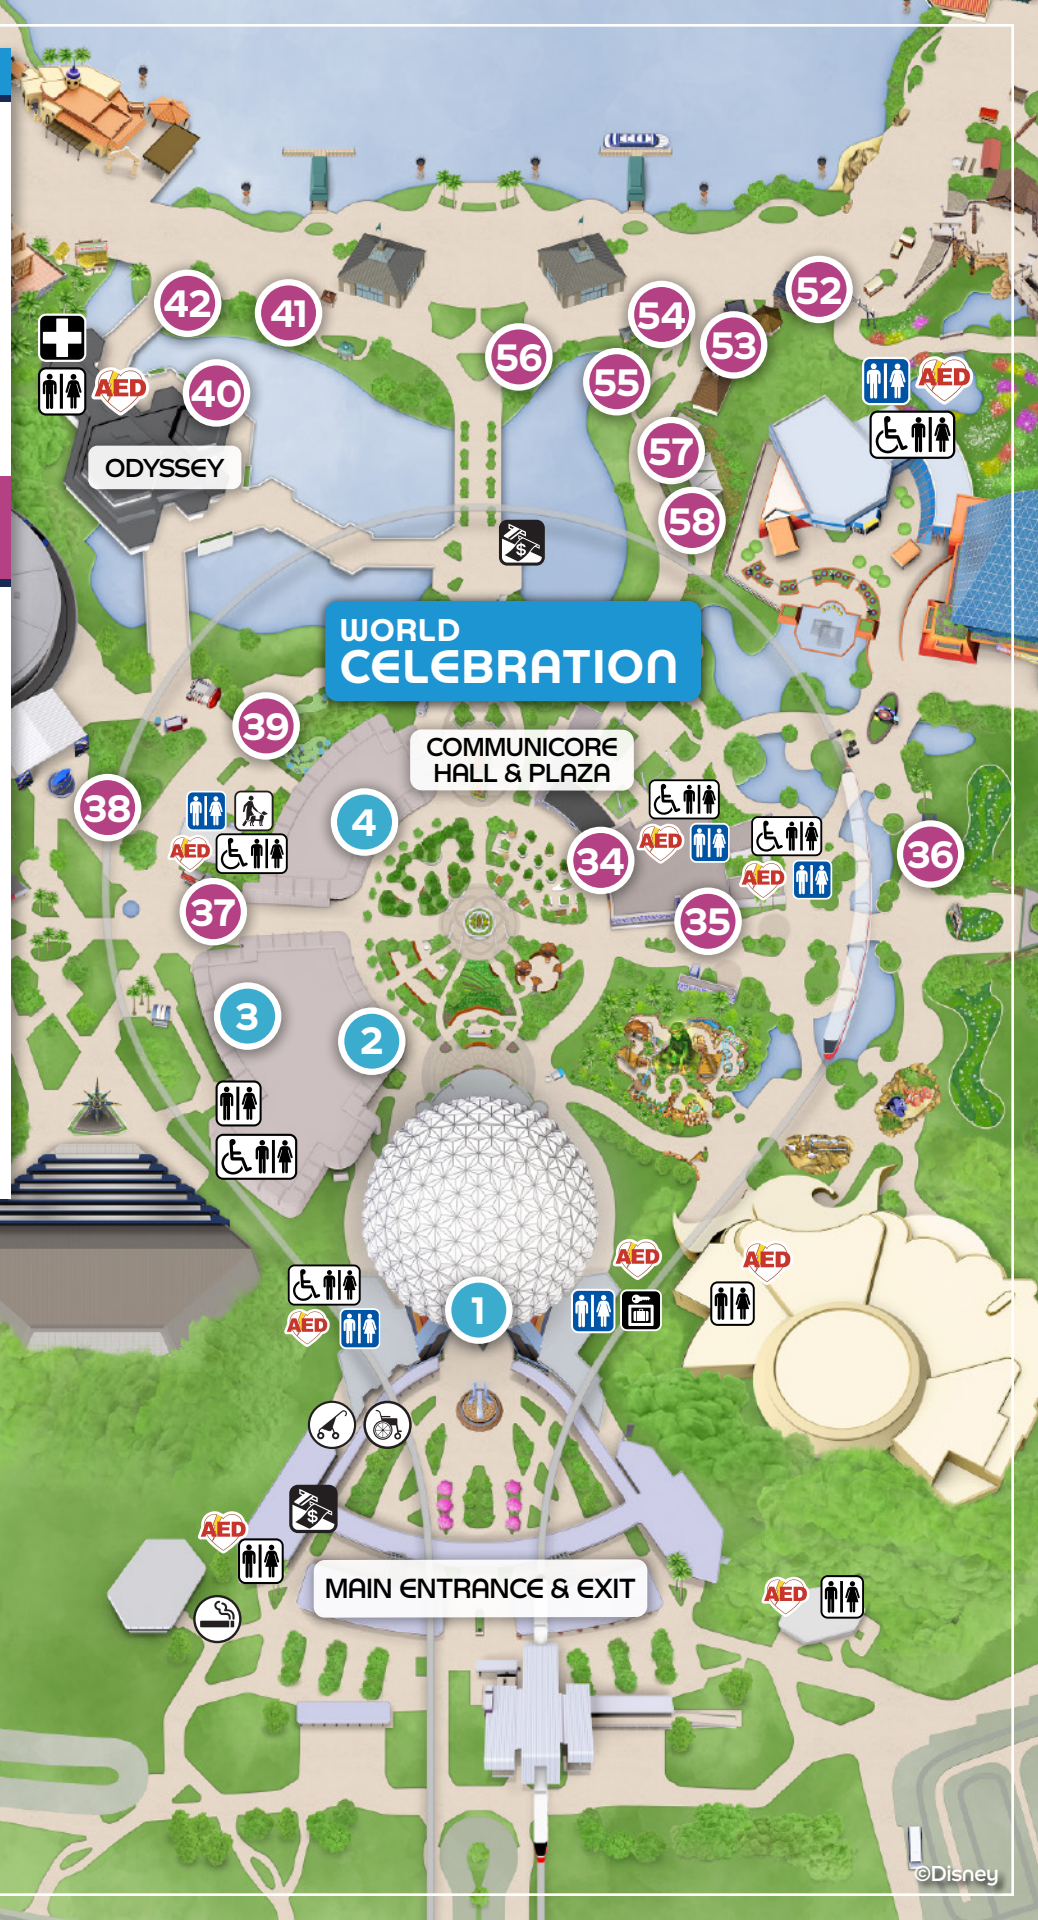 42
41
54
52
53
56
55
AED
AED
40
57
ODYSSEY
58
$
WORLD
CELEBRATION
39
COMMUNICORE
HALL & PLAZA
38
4
AED
34
AED
36
AED
37
35
3
2
AED
AED
1
AED
$
AED
MAIN ENTRANCE & EXIT
AED
©Disney